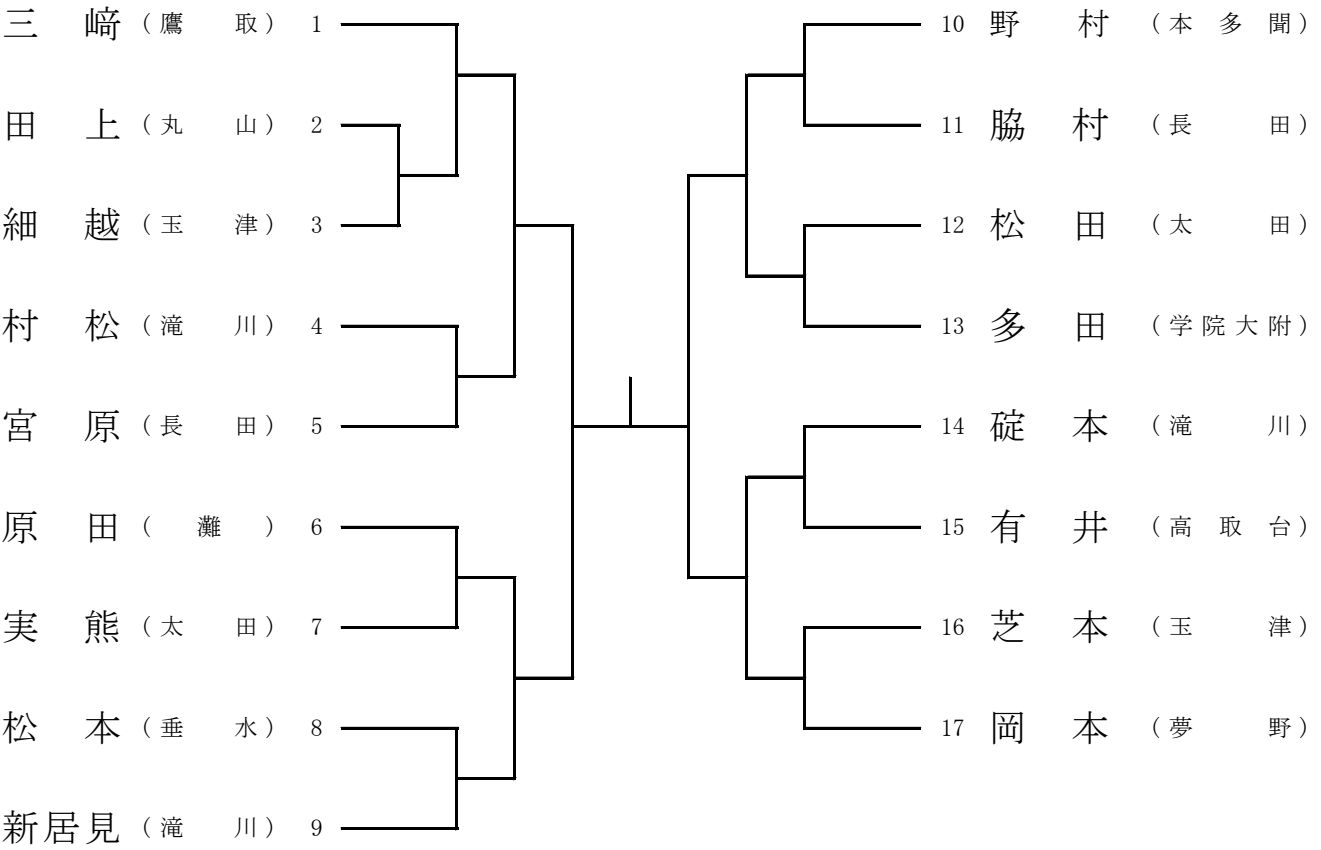 三﨑（鷹取）1
田上（丸山）2
細越（玉津）3
村松（滝川）4
宮原（長田）5
原田（灘）6
実熊（太田）7
松本（垂水）8
新居見（滝川）9
10 野村（本多聞）
11 脇村（長田）
12 松田（太田）
13 多田（学院大附）
14 碇本（滝川）
15 有井（高取台）
16 芝本（玉津）
17 岡本（夢野）